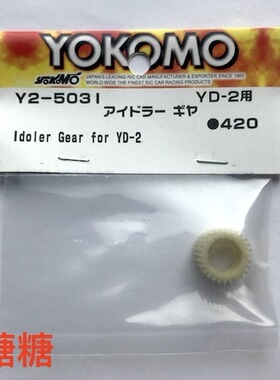 YOKOMO
YOKOMO
JAPAN'S LEADING R/C CAR MANUFACTURER & EXPORTER SINCE 1965
WORLD WIDE THE FINEST R/C CAR RACING PRODUCTS
Y2-503I YD-2用
アイドラー ギヤ
●420
Idoler Gear for YD-2
糖糖